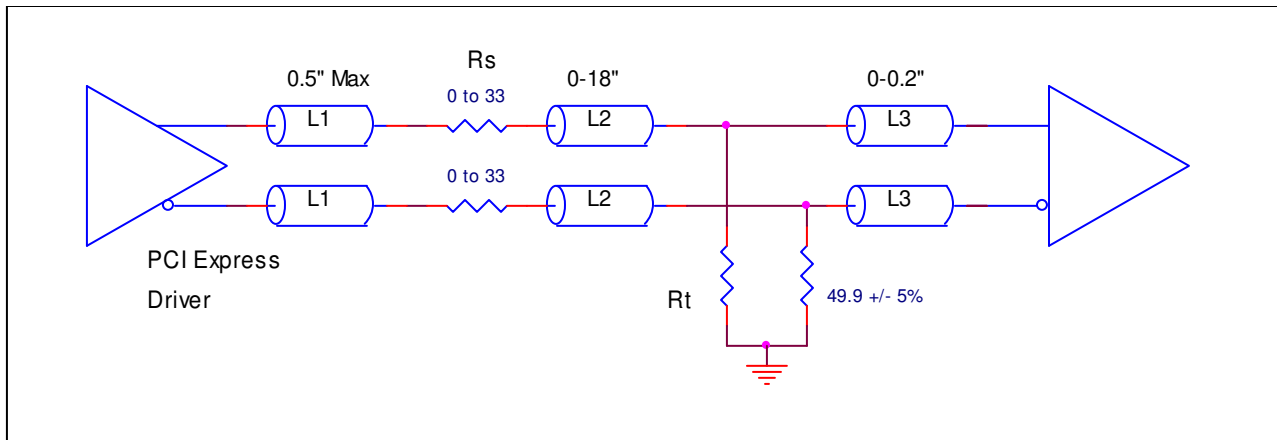 Rs
0.5" Max
0 to 33
0-18"
0-0.2"
L1
L2
L3
0 to 33
L1
L2
L3
PCI Express
Driver
Rt
49.9 +/- 5%